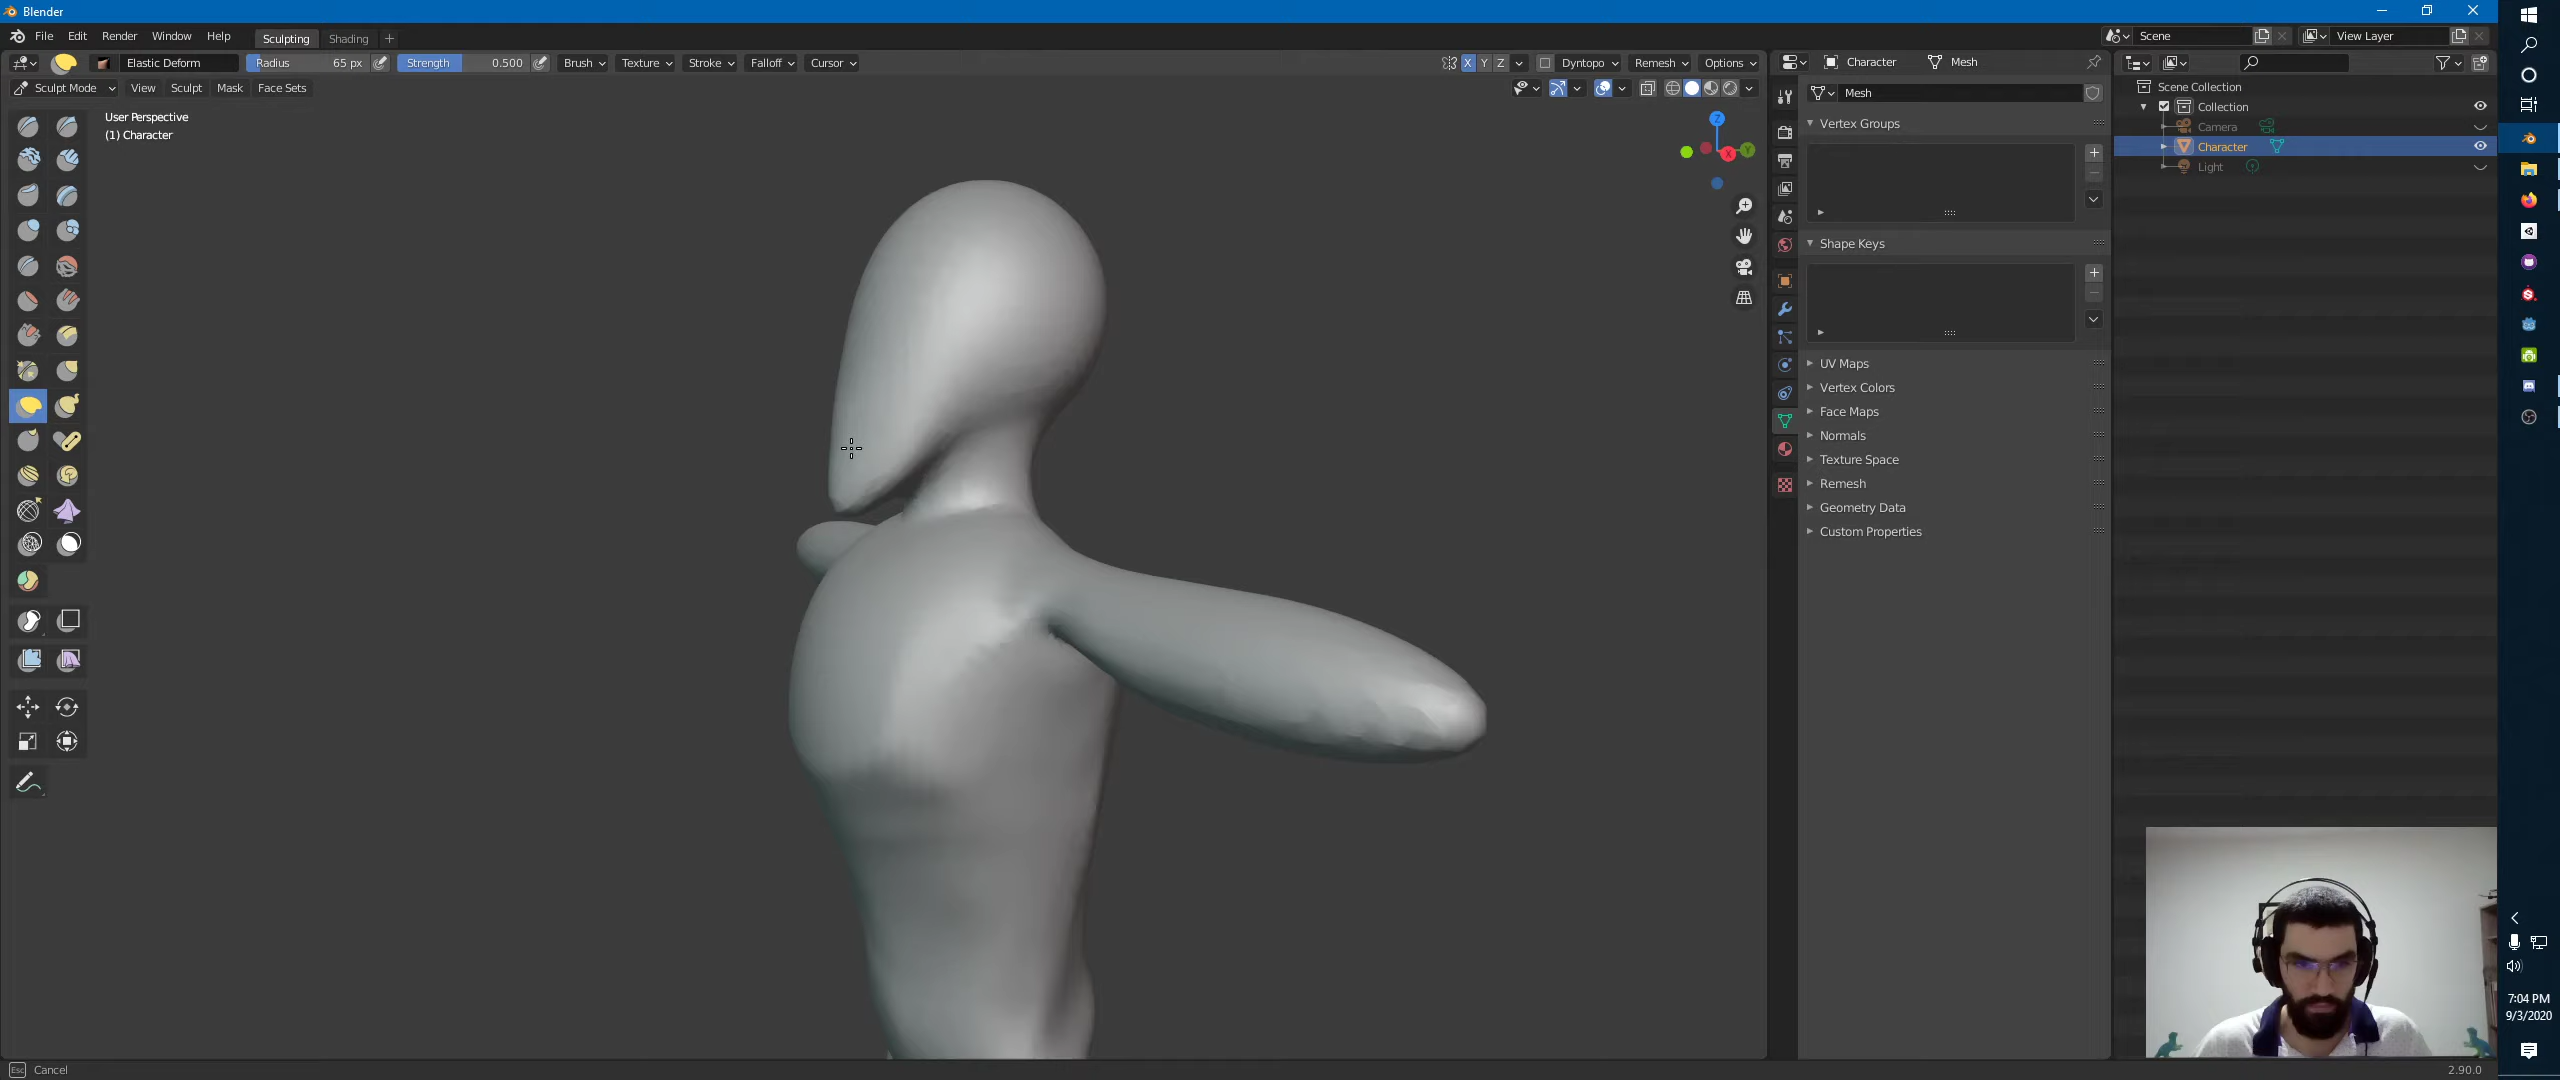 Blender
File Edit Render Window Help Sculpting Shading + Scene View Layer
Elastic Deform Radius 65 px Strength 0.500 Brush Texture Stroke Falloff Cursor X Y Z Dyntopo Remesh Options Character Mesh
Sculpt Mode View Sculpt Mask Face Sets
User Perspective
(1) Character
Z
X
Y
Mesh
Vertex Groups
Shape Keys
UV Maps
Vertex Colors
Face Maps
Normals
Texture Space
Remesh
Geometry Data
Custom Properties
Scene Collection
Collection
Camera
Character
Light
7:04 PM
9/3/2020
Esc Cancel
2.90.0